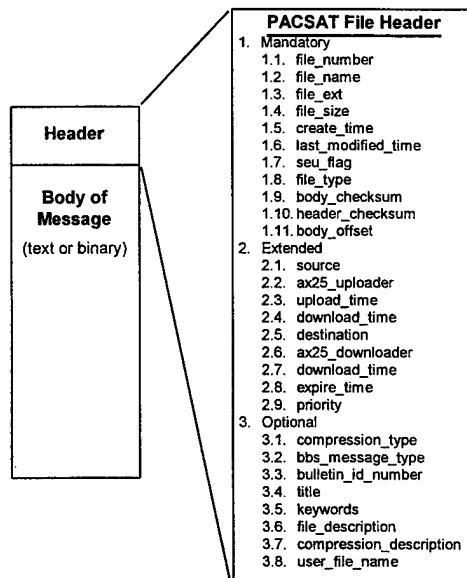 Header
Body of
Message
(text or binary)
PACSAT File Header
1. Mandatory
1.1. file_number
1.2. file_name
1.3. file_ext
1.4. file_size
1.5. create_time
1.6. last_modified_time
1.7. seu_flag
1.8. file_type
1.9. body_checksum
1.10. header_checksum
1.11. body_offset
2. Extended
2.1. source
2.2. ax25_uploader
2.3. upload_time
2.4. download_time
2.5. destination
2.6. ax25_downloader
2.7. download_time
2.8. expire_time
2.9. priority
3. Optional
3.1. compression_type
3.2. bbs_message_type
3.3. bulletin_id_number
3.4. title
3.5. keywords
3.6. file_description
3.7. compression_description
3.8. user_file_name